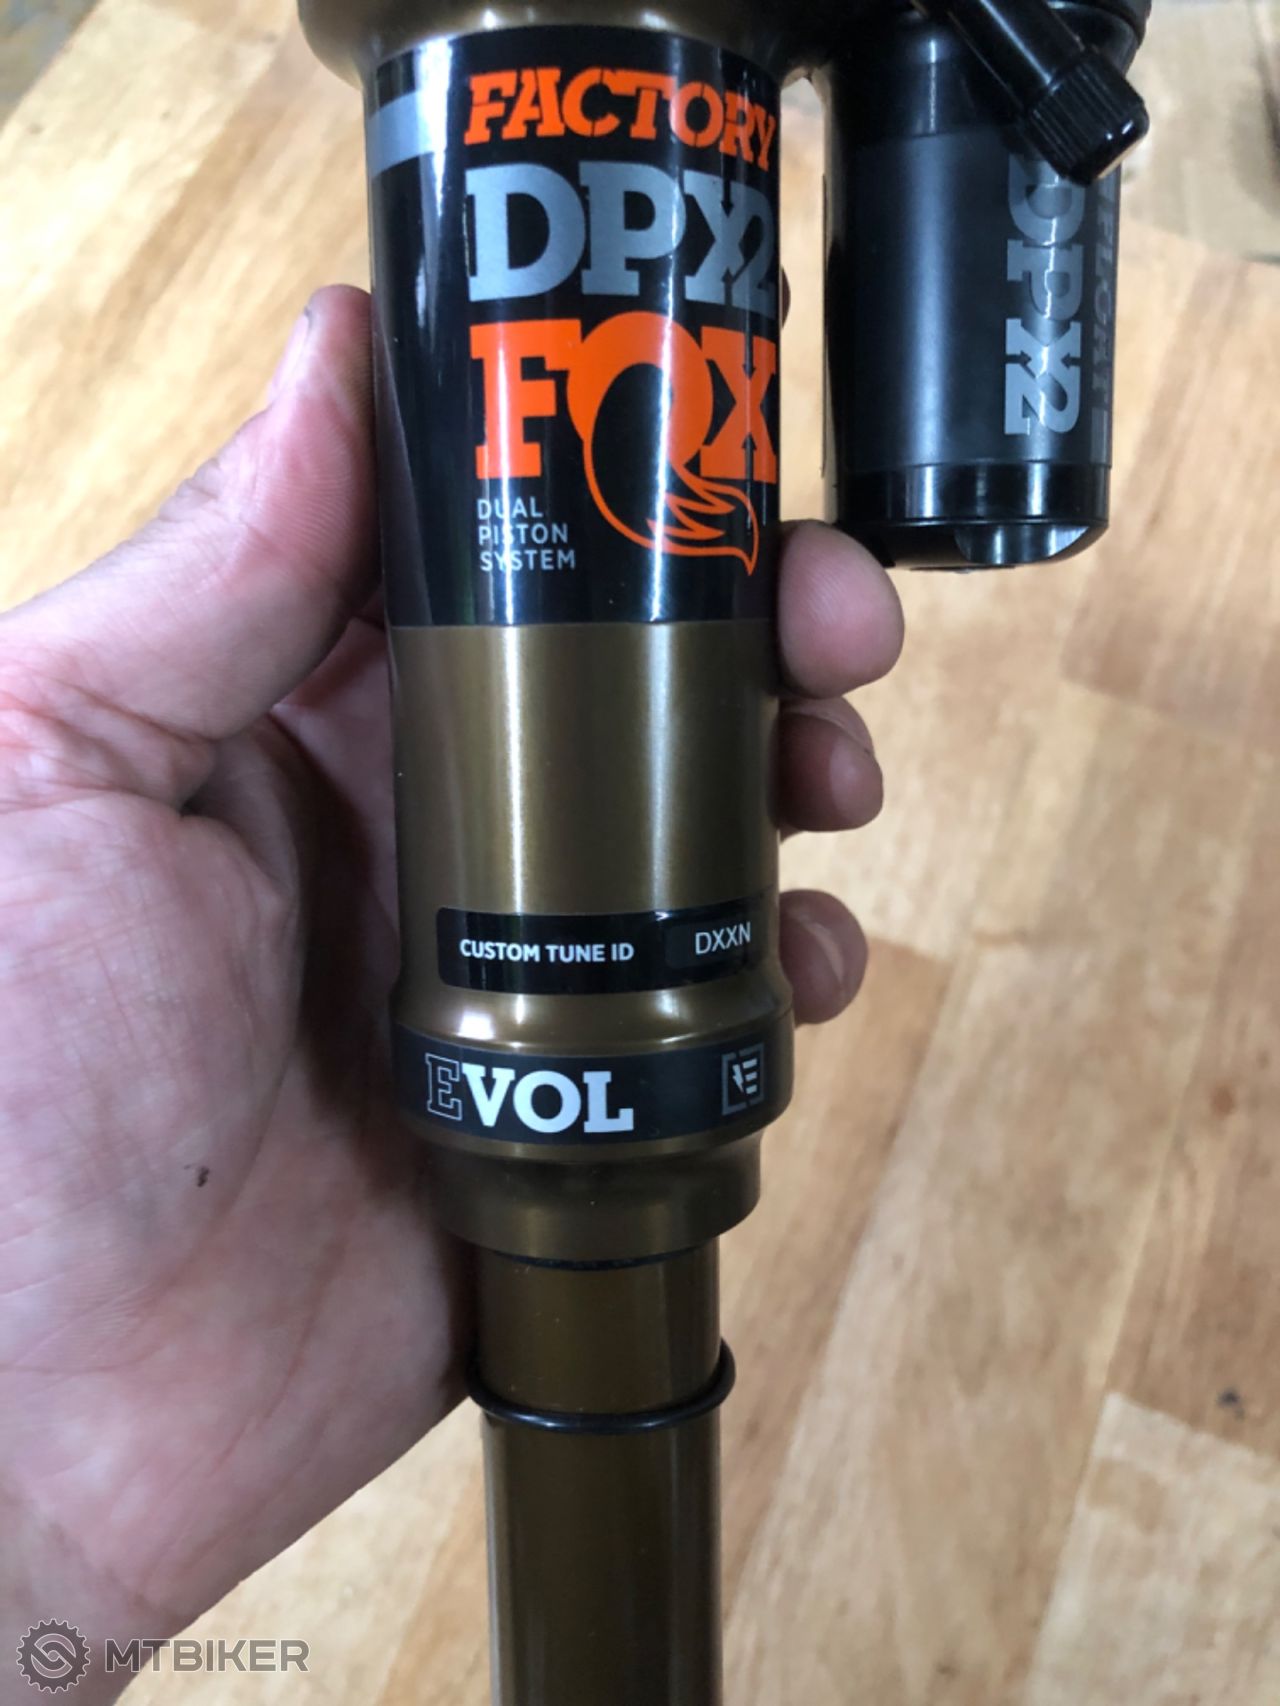 FACTORY
DPX2
FOX
DUAL
PISTON
SYSTEM
DPX2
CUSTOM TUNE ID DXXN
EVOL
MTBIKER